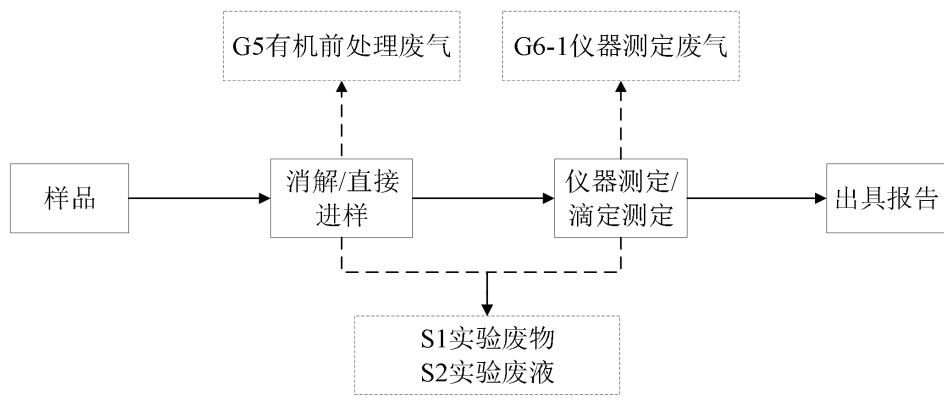 G5有机前处理废气
G6-1仪器测定废气
样品
消解/直接
进样
仪器测定/
滴定测定
出具报告
S1实验废物
S2实验废液